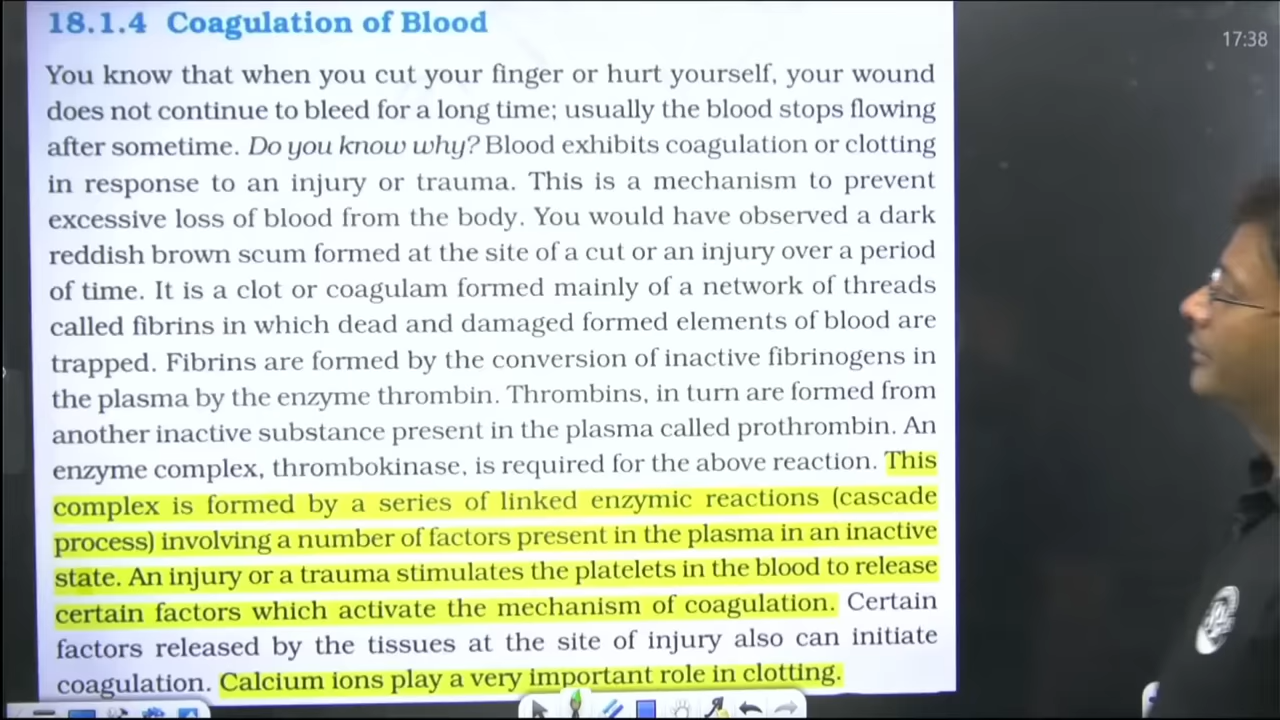 18.1.4 Coagulation of Blood
17:38
You know that when you cut your finger or hurt yourself, your wound
does not continue to bleed for a long time; usually the blood stops flowing
after sometime. Do you know why? Blood exhibits coagulation or clotting
in response to an injury or trauma. This is a mechanism to prevent
excessive loss of blood from the body. You would have observed a dark
reddish brown scum formed at the site of a cut or an injury over a period
of time. It is a clot or coagulam formed mainly of a network of threads
called fibrins in which dead and damaged formed elements of blood are
trapped. Fibrins are formed by the conversion of inactive fibrinogens in
the plasma by the enzyme thrombin. Thrombins, in turn are formed from
another inactive substance present in the plasma called prothrombin. An
enzyme complex, thrombokinase, is required for the above reaction. This
complex is formed by a series of linked enzymic reactions (cascade
process) involving a number of factors present in the plasma in an inactive
state. An injury or a trauma stimulates the platelets in the blood to release
certain factors which activate the mechanism of coagulation. Certain
factors released by the tissues at the site of injury also can initiate
coagulation. Calcium ions play a very important role in clotting.